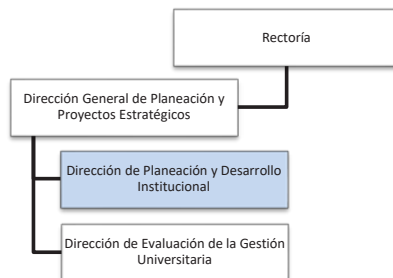 Rectoría
Dirección General de Planeación y
Proyectos Estratégicos
Dirección de Planeación y Desarrollo
Institucional
Dirección de Evaluación de la Gestión
Universitaria